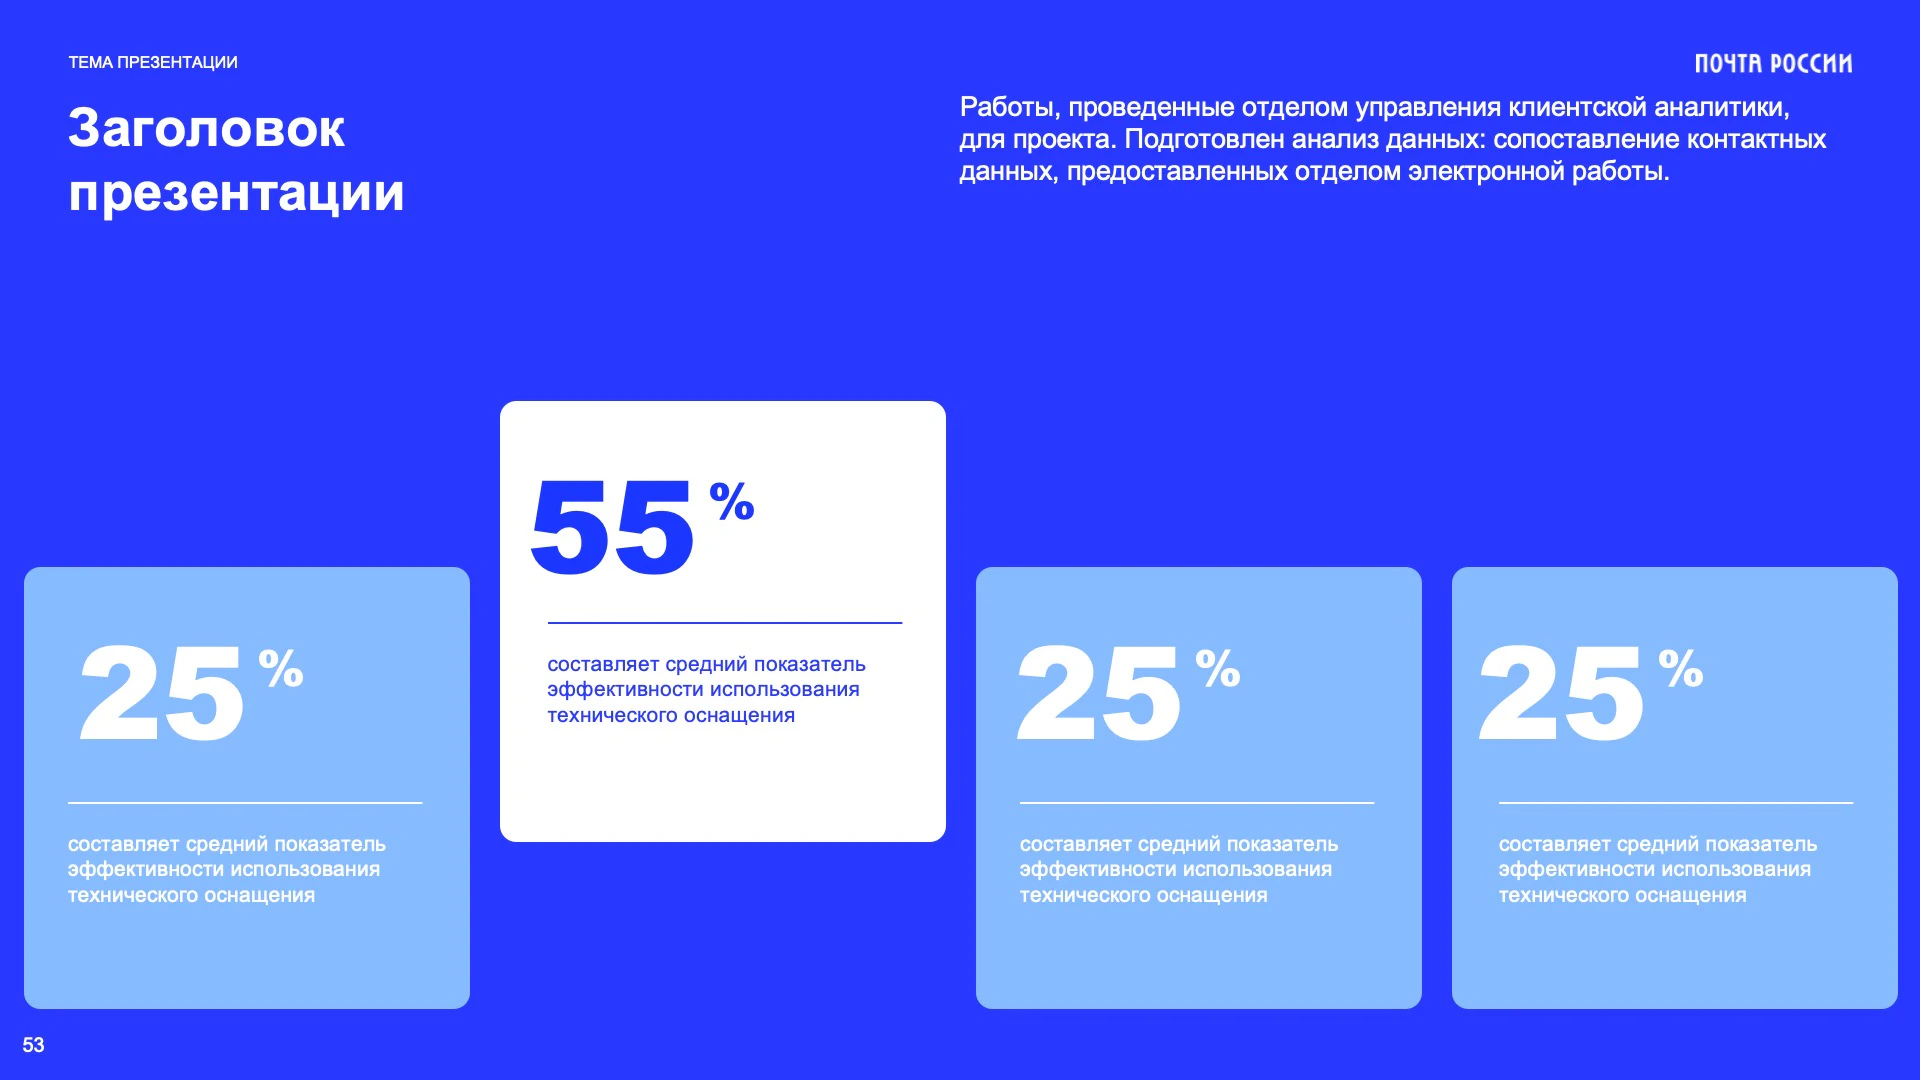 ТЕМА ПРЕЗЕНТАЦИИ
ПОЧТА РОССИИ
Заголовок
презентации
Работы, проведенные отделом управления клиентской аналитики,
для проекта. Подготовлен анализ данных: сопоставление контактных
данных, предоставленных отделом электронной работы.
25%
составляет средний показатель
эффективности использования
технического оснащения
55%
составляет средний показатель
эффективности использования
технического оснащения
25%
составляет средний показатель
эффективности использования
технического оснащения
25%
составляет средний показатель
эффективности использования
технического оснащения
53